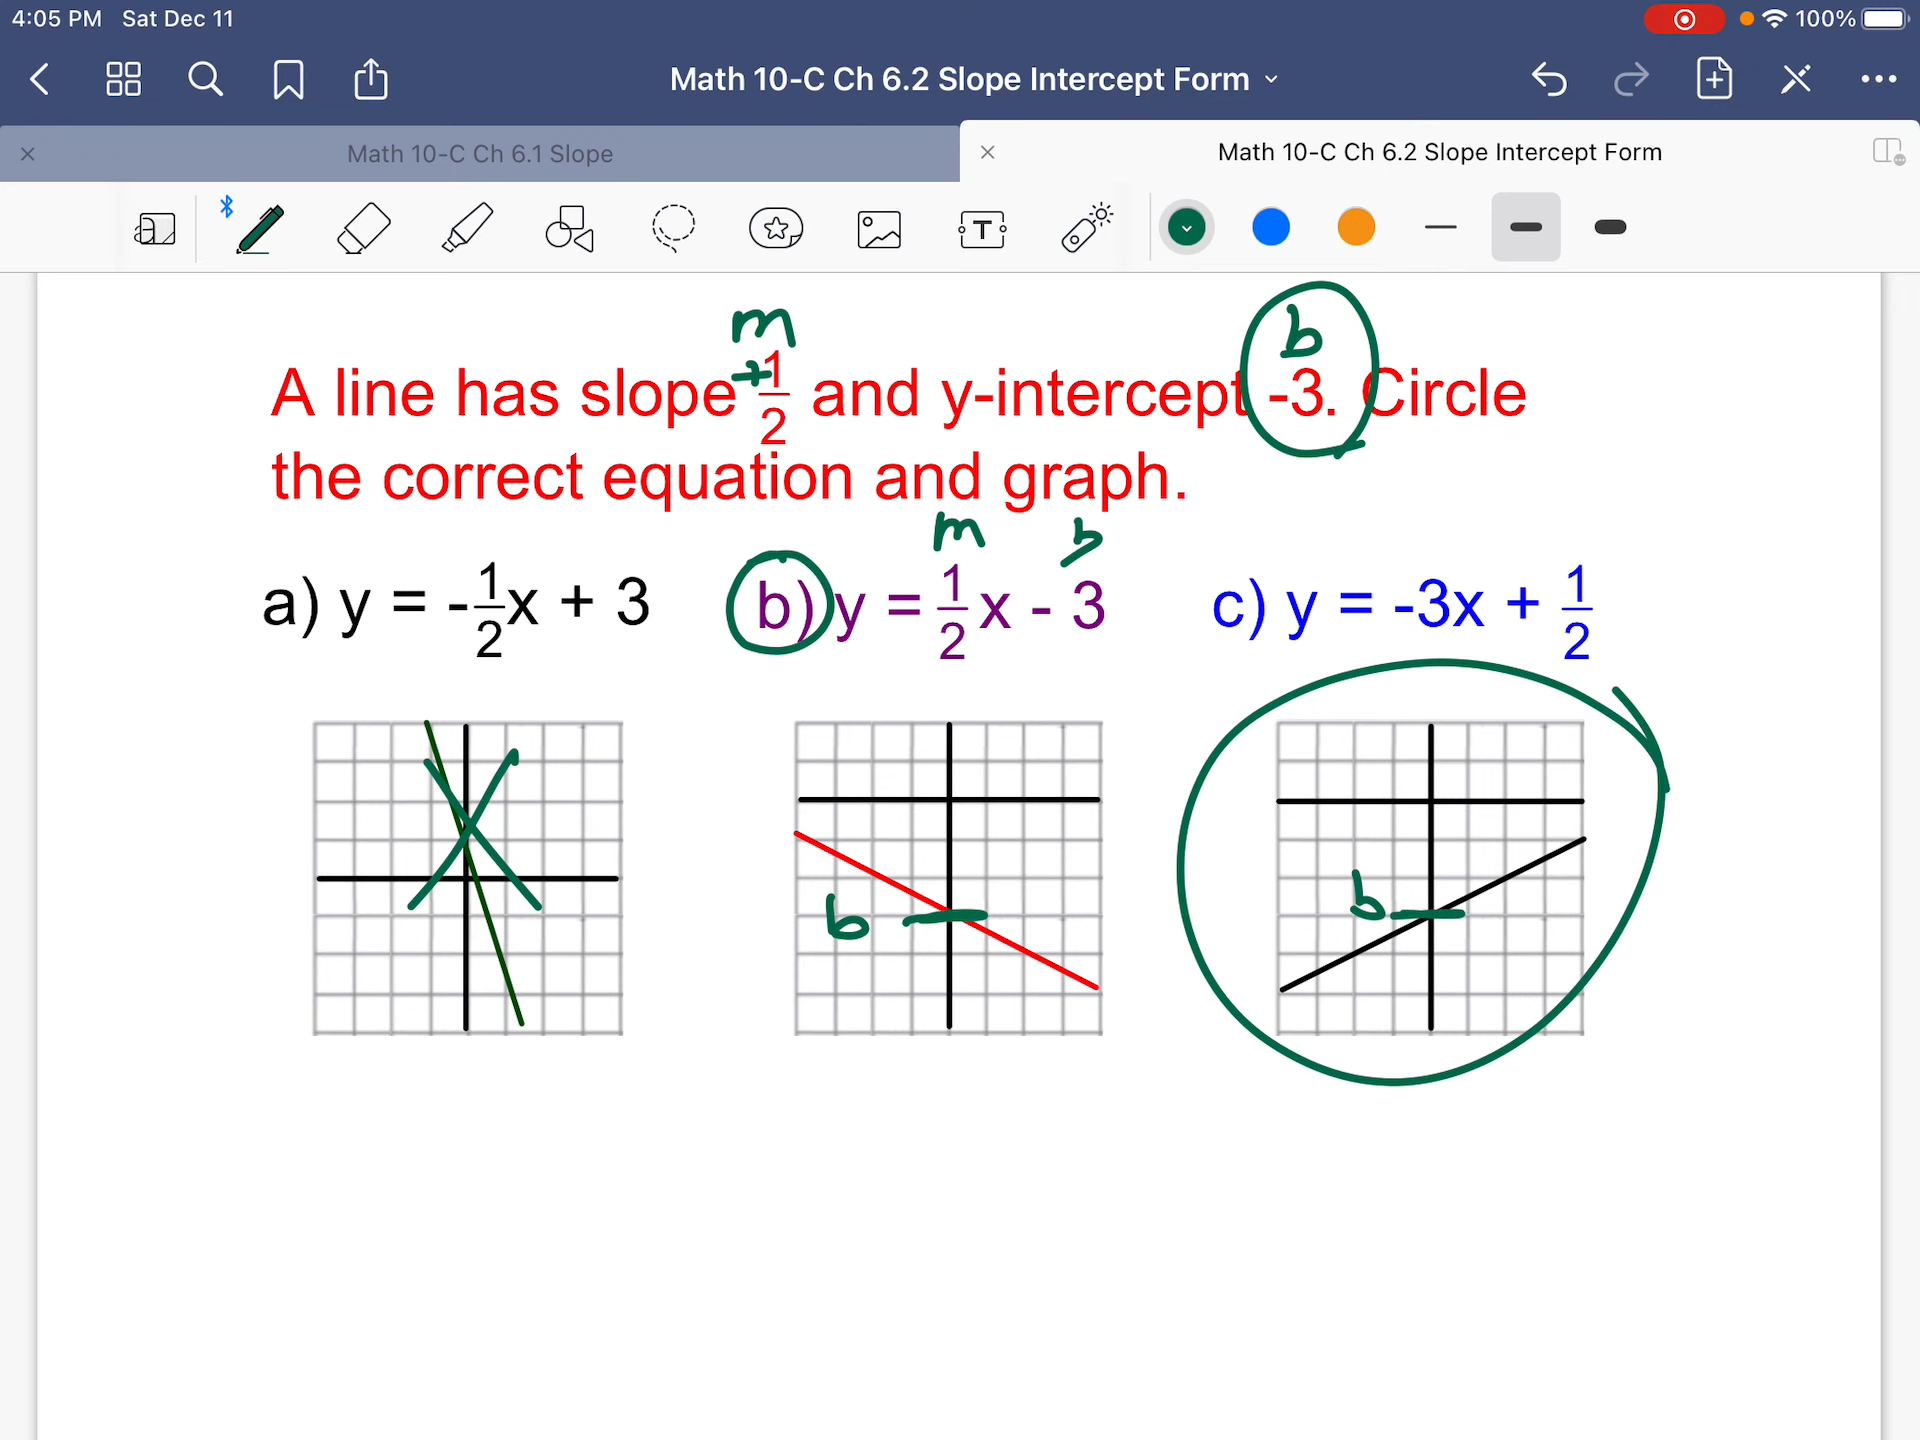 4:05 PM Sat Dec 11
100%
Math 10-C Ch 6.2 Slope Intercept Form
Math 10-C Ch 6.1 Slope
Math 10-C Ch 6.2 Slope Intercept Form
a
T
m
b
A line has slope +1/2 and y-intercept -3. Circle
the correct equation and graph.
m b
a) y = -1/2x + 3
b) y = 1/2x - 3
c) y = -3x + 1/2
b
b